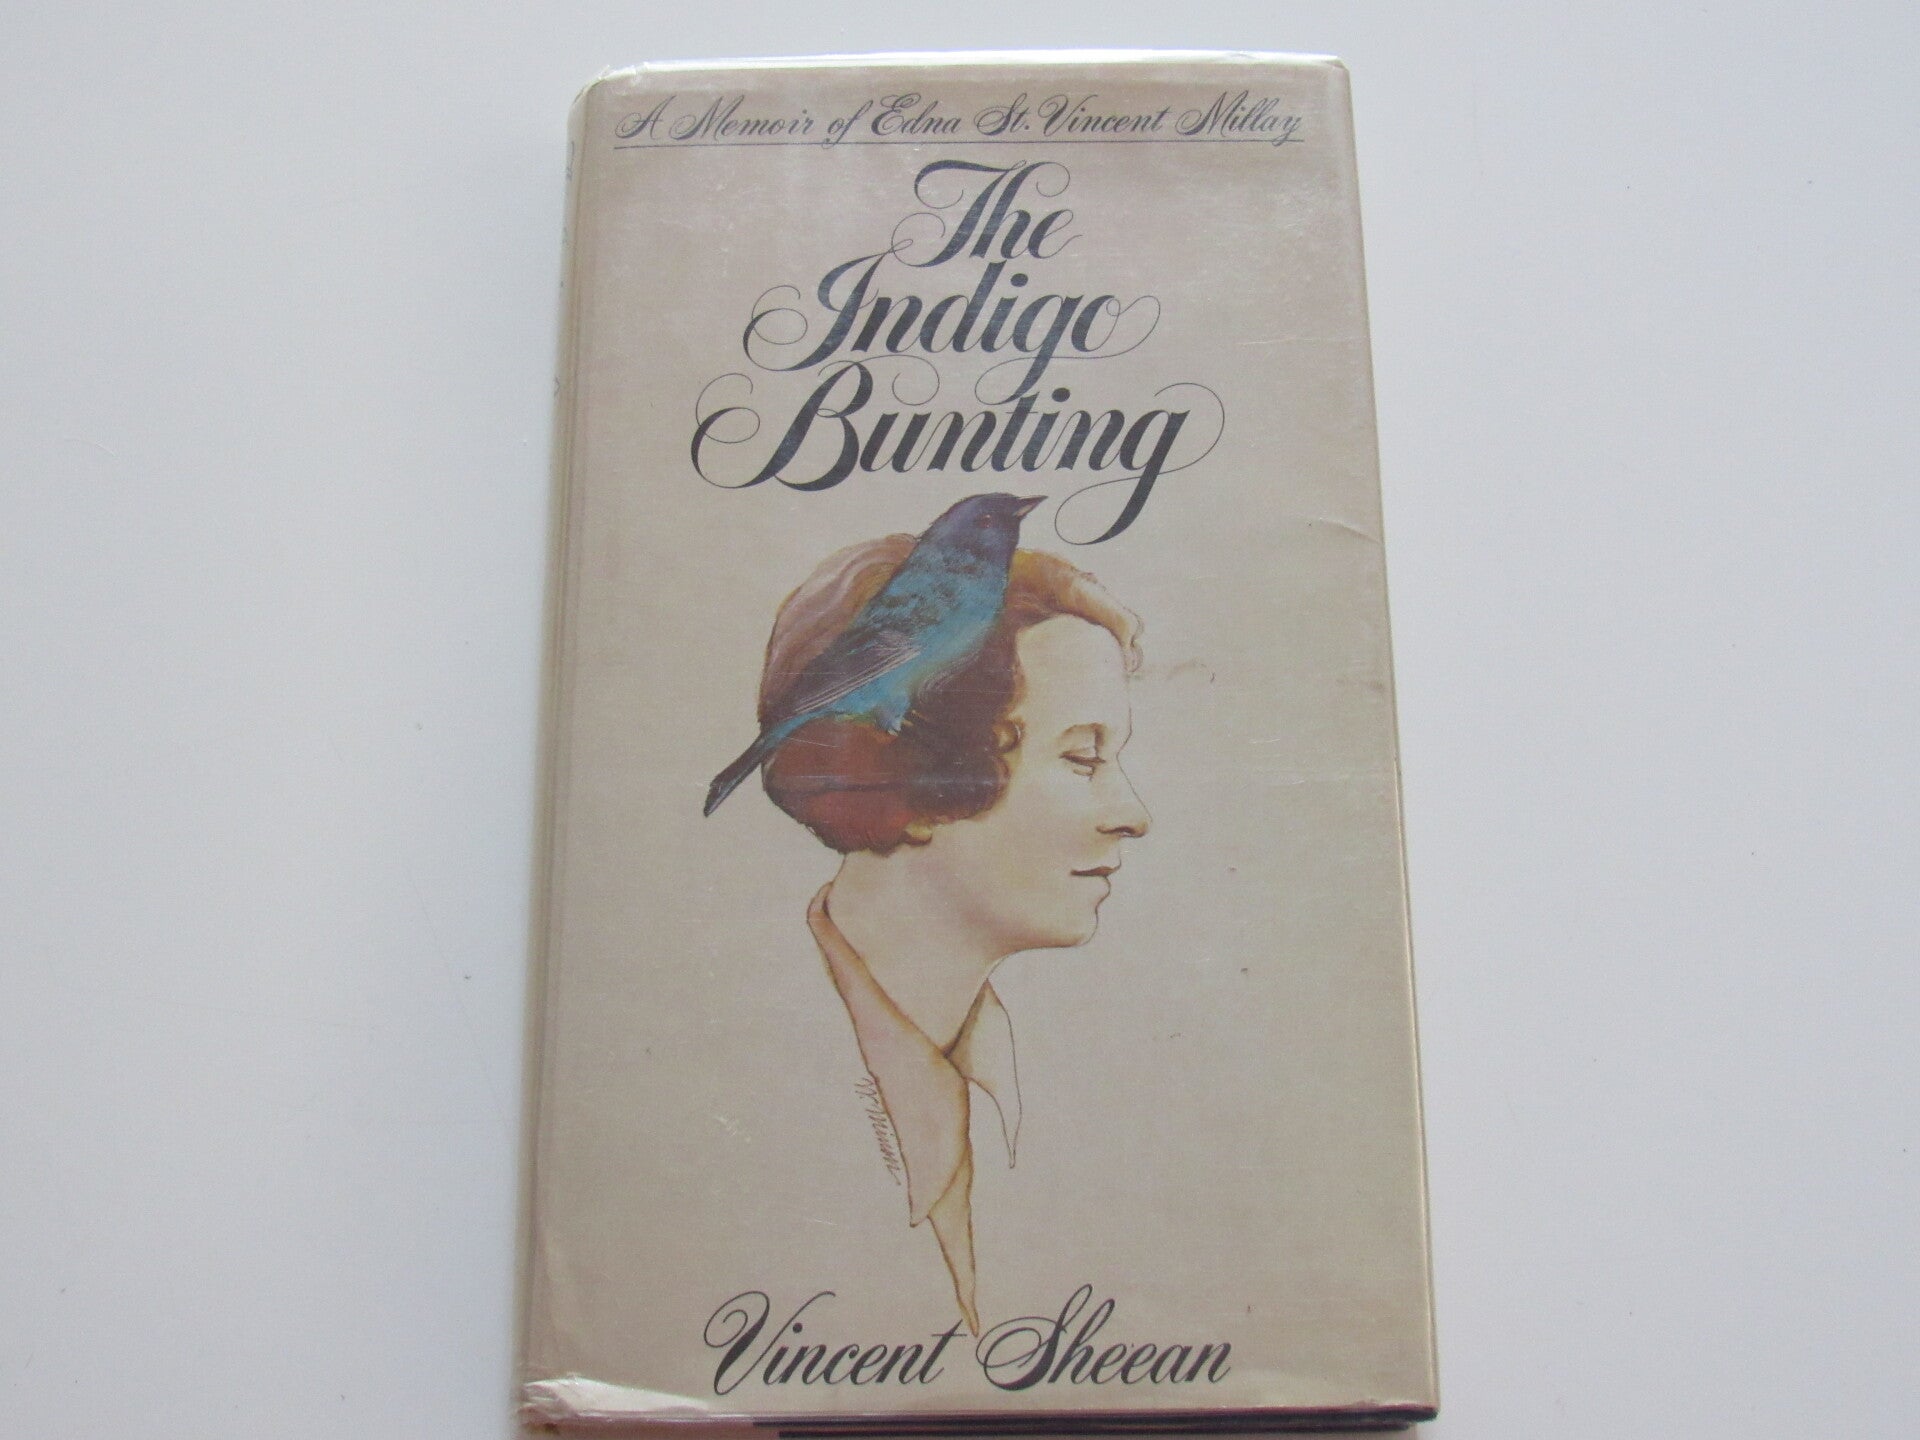 A Memoir of Edna St. Vincent Millay
The
Indigo
Bunting
Vincent Sheean